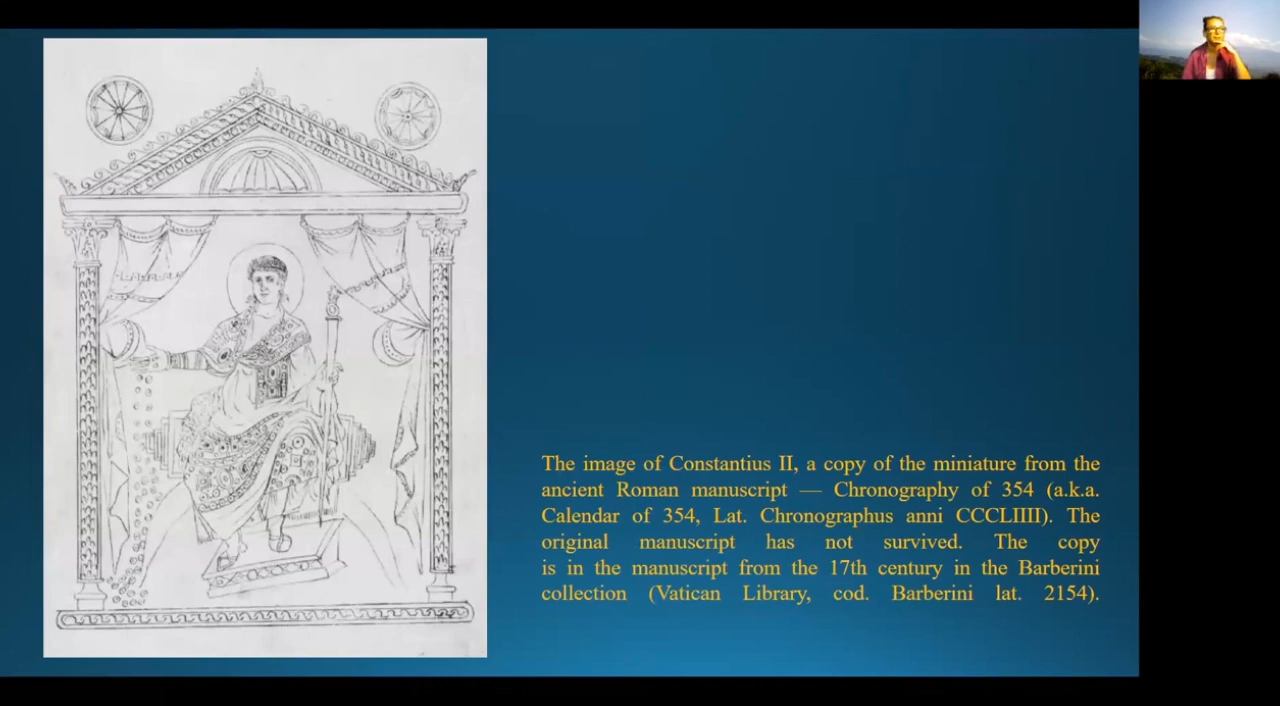 The image of Constantius II, a copy of the miniature from the
ancient Roman manuscript — Chronography of 354 (a.k.a.
Calendar of 354, Lat. Chronographus anni CCCLIIII). The
original manuscript has not survived. The copy
is in the manuscript from the 17th century in the Barberini
collection (Vatican Library, cod. Barberini lat. 2154).